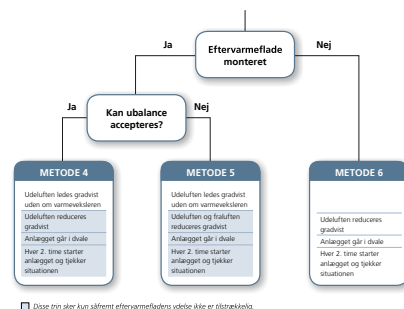 Ja
Eftervarmeflade
monteret
Nej
Ja
Kan ubalance
accepteres?
Nej
METODE 4
Udeluften ledes gradvist
uden om varmeveksleren
Udeluften reduceres
gradvist
Anlægget går i dvale
Hver 2. time starter
anlægget og tjekker
situationen
METODE 5
Udeluften ledes gradvist
uden om varmeveksleren
Udeluften og fraluften
reduceres gradvist
Anlægget går i dvale
Hver 2. time starter
anlægget og tjekker
situationen
METODE 6
Udeluften reduceres
gradvist
Anlægget går i dvale
Hver 2. time starter
anlægget og tjekker
situationen
Disse trin sker kun såfremt eftervarmefladens ydelse ikke er tilstrækkelig.